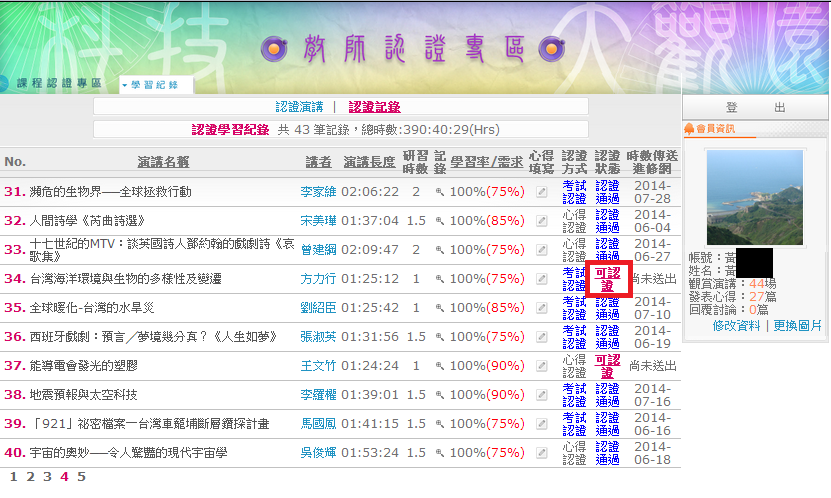 科技大觀園
教師認證專區
課程認證專區 學習紀錄
認證演講 | 認證記錄
認證學習紀錄 共 43 筆記錄，總時數:390:40:29(Hrs)
No. 演講名稱 講者 演講長度 研習時數 記錄 學習率/需求 心得填寫 認證方式 認證狀態 時數傳送進修網
31. 瀕危的生物界──全球拯救行動 李家維 02:06:22 2 100%(75%) 考試認證 認證通過 2014-07-28
32. 人間詩學《芮曲詩選》 宋美璍 01:37:04 1.5 100%(85%) 心得認證 認證通過 2014-06-04
33. 十七世紀的MTV：談英國詩人鄧約翰的戲劇詩《哀歌集》 曾建綱 02:09:47 2 100%(75%) 心得認證 認證通過 2014-06-27
34. 台灣海洋環境與生物的多樣性及變遷 方力行 01:25:12 1 100%(75%) 考試認證 可認證 尚未送出
35. 全球暖化-台灣的水旱災 劉紹臣 01:25:42 1 100%(85%) 考試認證 認證通過 2014-07-10
36. 西班牙戲劇：預言／夢境幾分真？《人生如夢》 張淑英 01:31:56 1.5 100%(75%) 考試認證 認證通過 2014-06-19
37. 能導電會發光的塑膠 王文竹 01:24:24 1 100%(90%) 心得認證 可認證 尚未送出
38. 地震預報與太空科技 李羅權 01:39:01 1.5 100%(90%) 考試認證 認證通過 2014-07-16
39. 「921」祕密檔案一台灣車籠埔斷層鑽探計畫 馬國鳳 01:41:15 1.5 100%(75%) 考試認證 認證通過 2014-06-16
40. 宇宙的奧妙──令人驚豔的現代宇宙學 吳俊輝 01:53:24 1.5 100%(75%) 心得認證 認證通過 2014-06-18
1 2 3 4 5
登 出
會員資訊
帳號：黃
姓名：黃
觀賞演講：44場
發表心得：27篇
回覆討論：0篇
修改資料 | 更換圖片